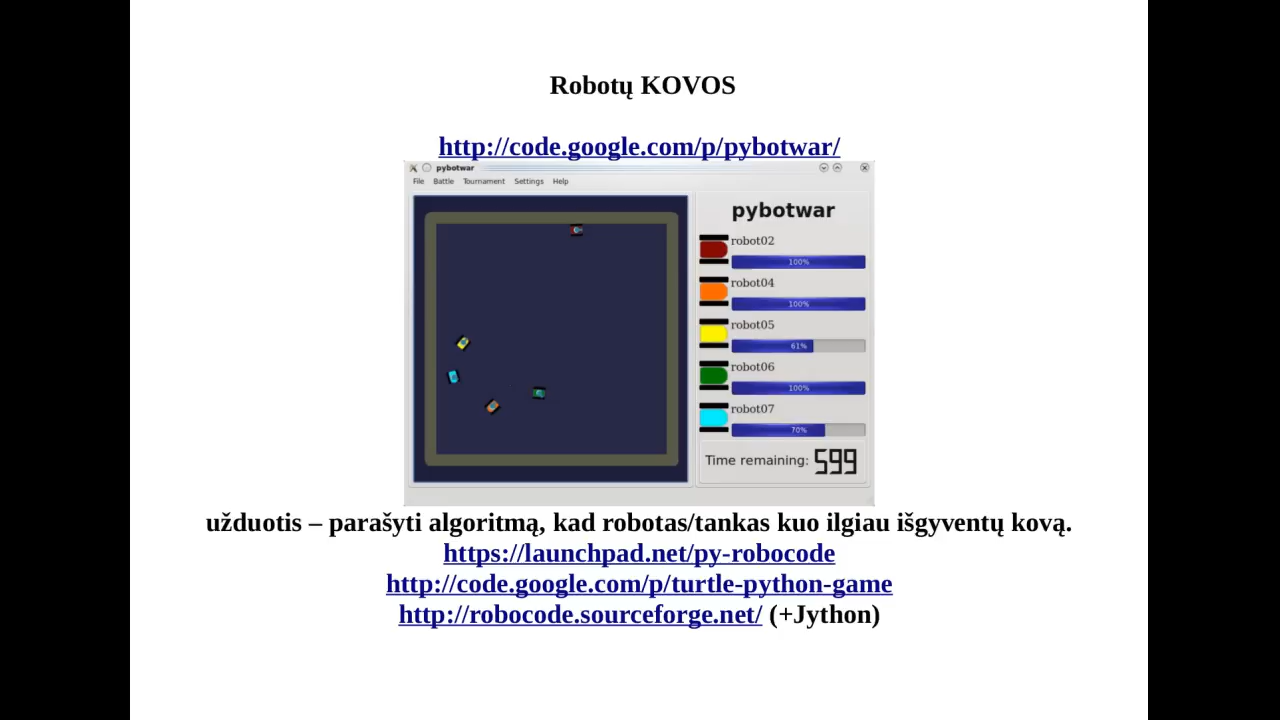 Robotų KOVOS
http://code.google.com/p/pybotwar/
pybotwar
File Battle Tournament Settings Help
pybotwar
robot02
100%
robot04
100%
robot05
61%
robot06
100%
robot07
70%
Time remaining: 599
užduotis – parašyti algoritmą, kad robotas/tankas kuo ilgiau išgyventų kovą.
https://launchpad.net/py-robocode
http://code.google.com/p/turtle-python-game
http://robocode.sourceforge.net/ (+Jython)